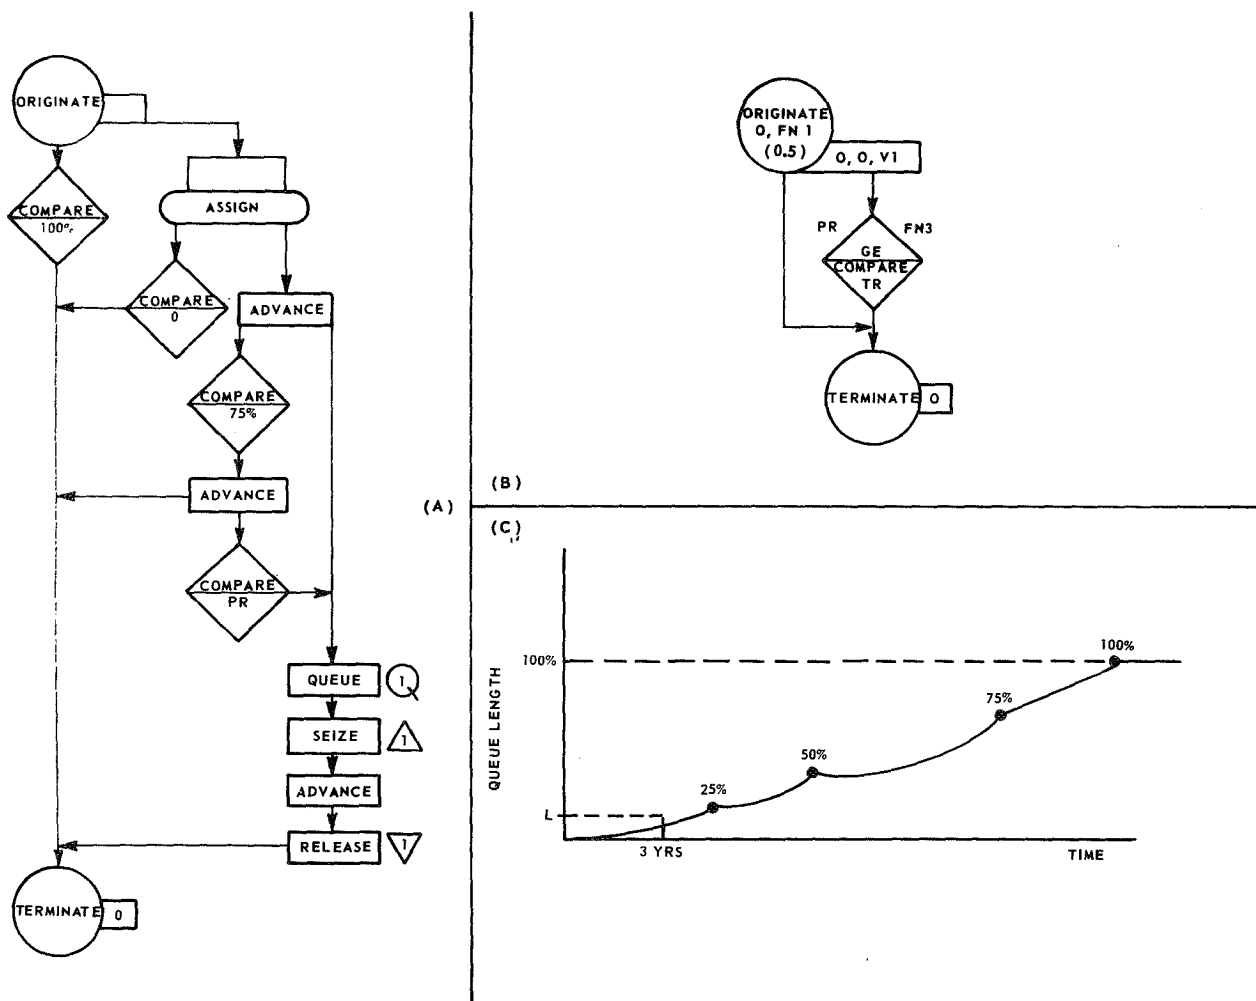 ORIGINATE
COMPARE
100%
ASSIGN
COMPARE
0
ADVANCE
COMPARE
75%
ADVANCE
COMPARE
PR
QUEUE
1
SEIZE
1
ADVANCE
RELEASE
1
TERMINATE
0
(A)
ORIGINATE
0, FN 1
(0.5)
0, 0, V1
PR
FN3
GE
COMPARE
TR
TERMINATE
0
(B)
(C)
100%
100%
75%
50%
25%
QUEUE LENGTH
L
3 YRS
TIME